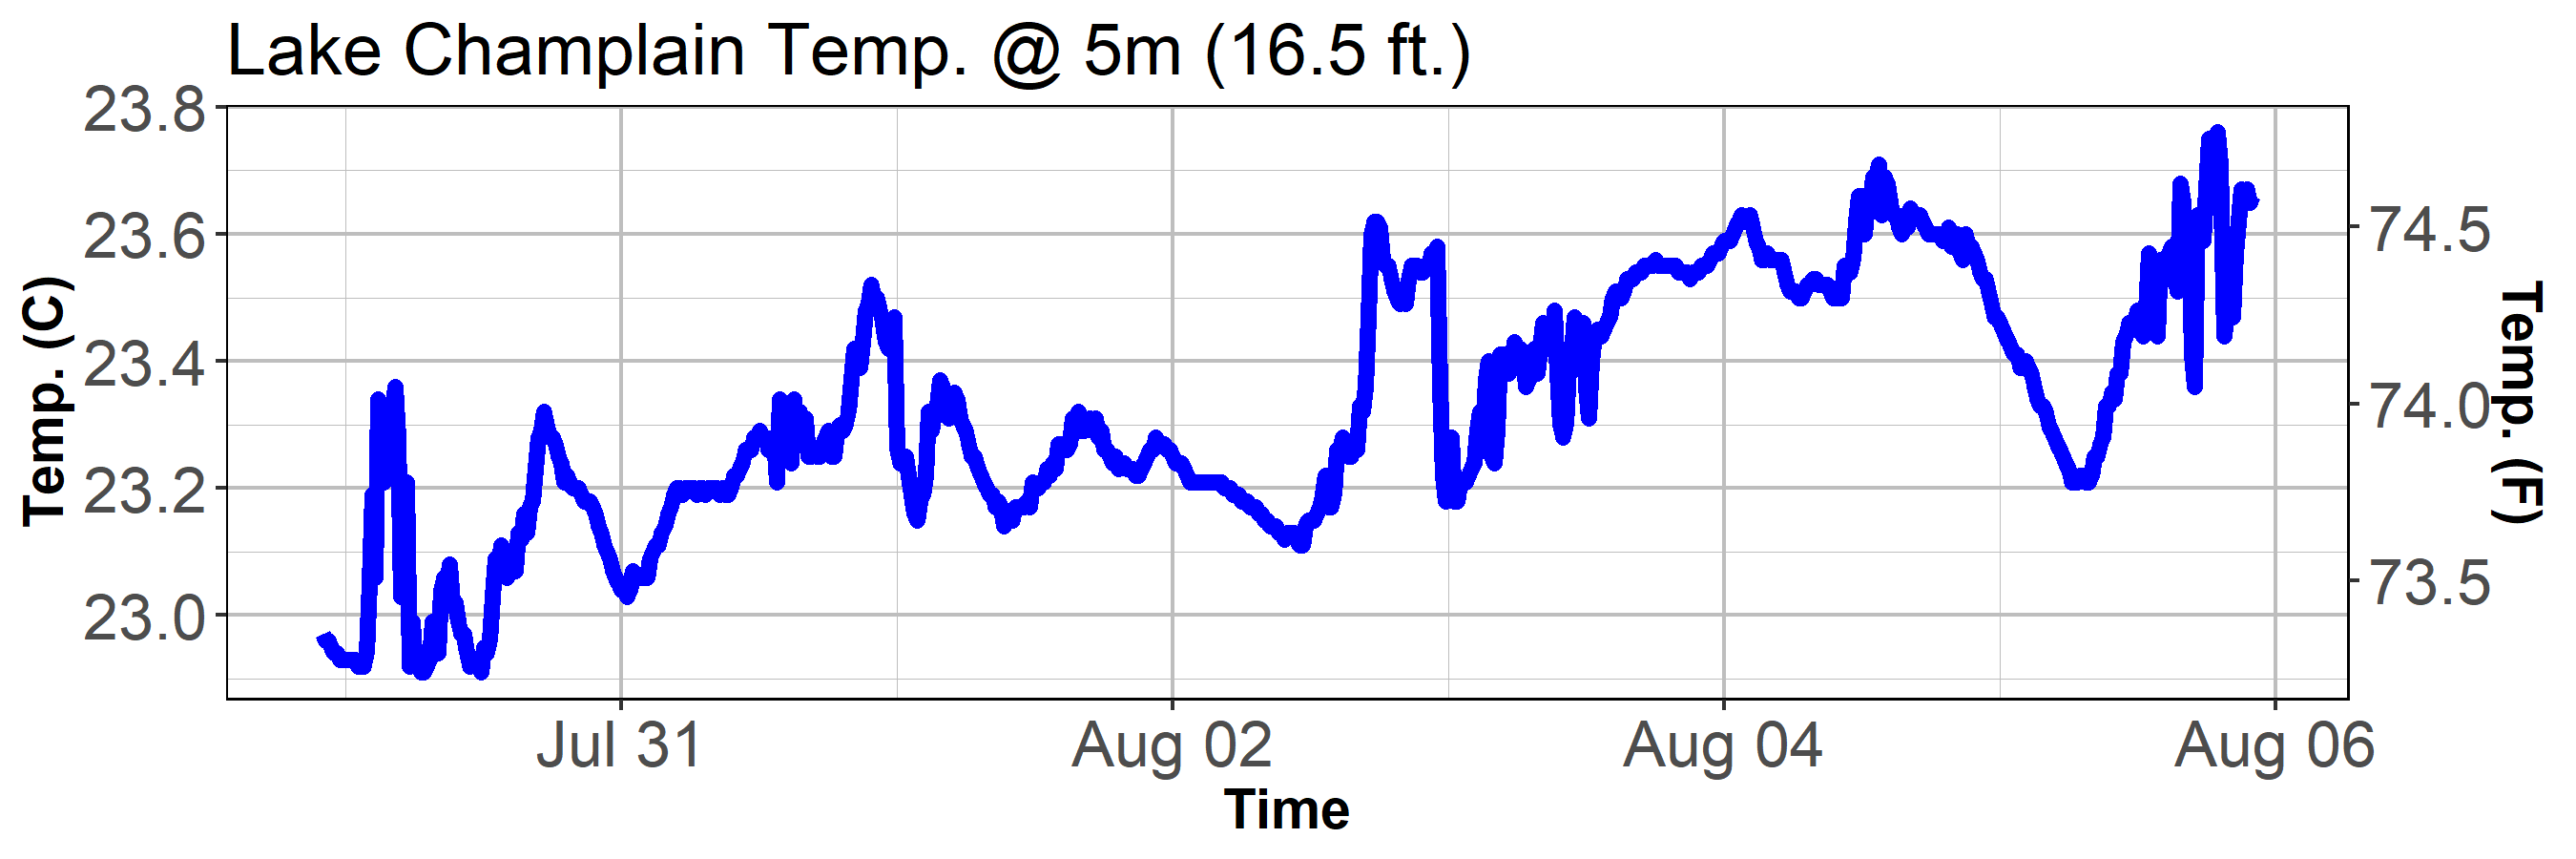 Lake Champlain Temp. @ 5m (16.5 ft.)
23.8
23.6
23.4
23.2
23.0
Temp. (C)
74.5
74.0
73.5
Temp. (F)
Jul 31 Aug 02 Aug 04 Aug 06
Time